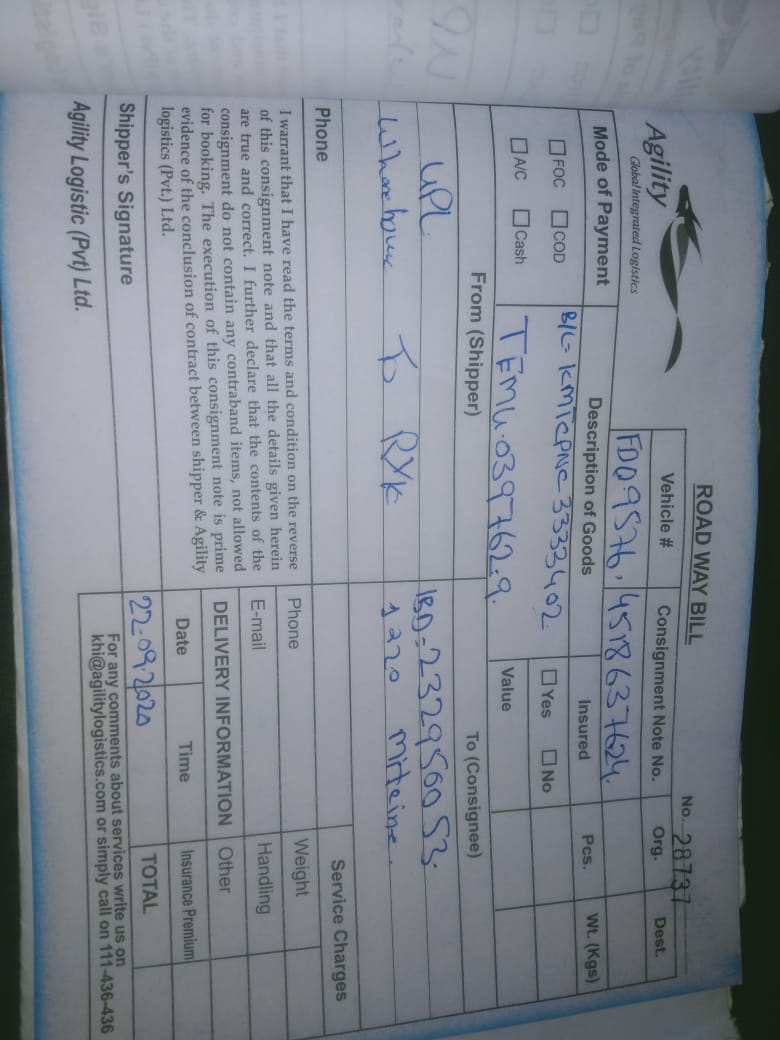 ROAD WAY BILL
No. 28737
Agility
Global Integrated Logistics
Vehicle #
Consignment Note No.
Org.
Dest.
FDQ.9576.
4518637624.
Mode of Payment
Description of Goods
Insured
Pcs.
Wt. (Kgs)
FOC
COD
B/L- KMTCPNC 3333402
Yes
No
A/C
Cash
TEMU.039762.9.
Value
From (Shipper)
To (Consignee)
UPL
IBD=232950053.
To RYK
1220
Phone
Service Charges
I warrant that I have read the terms and condition on the reverse
of this consignment note and that all the details given herein
are true and correct. I further declare that the contents of the
consignment do not contain any contraband items, not allowed
for booking. The execution of this consignment note is prime
evidence of the conclusion of contract between shipper & Agility
logistics (Pvt.) Ltd.
Phone
Weight
E-mail
Handling
DELIVERY INFORMATION
Other
Date
Time
Insurance Premium
22.09.2020
TOTAL
Shipper's Signature
For any comments about services write us on
khi@agilitylogistics.com or simply call on 111-436-436
Agility Logistic (Pvt) Ltd.